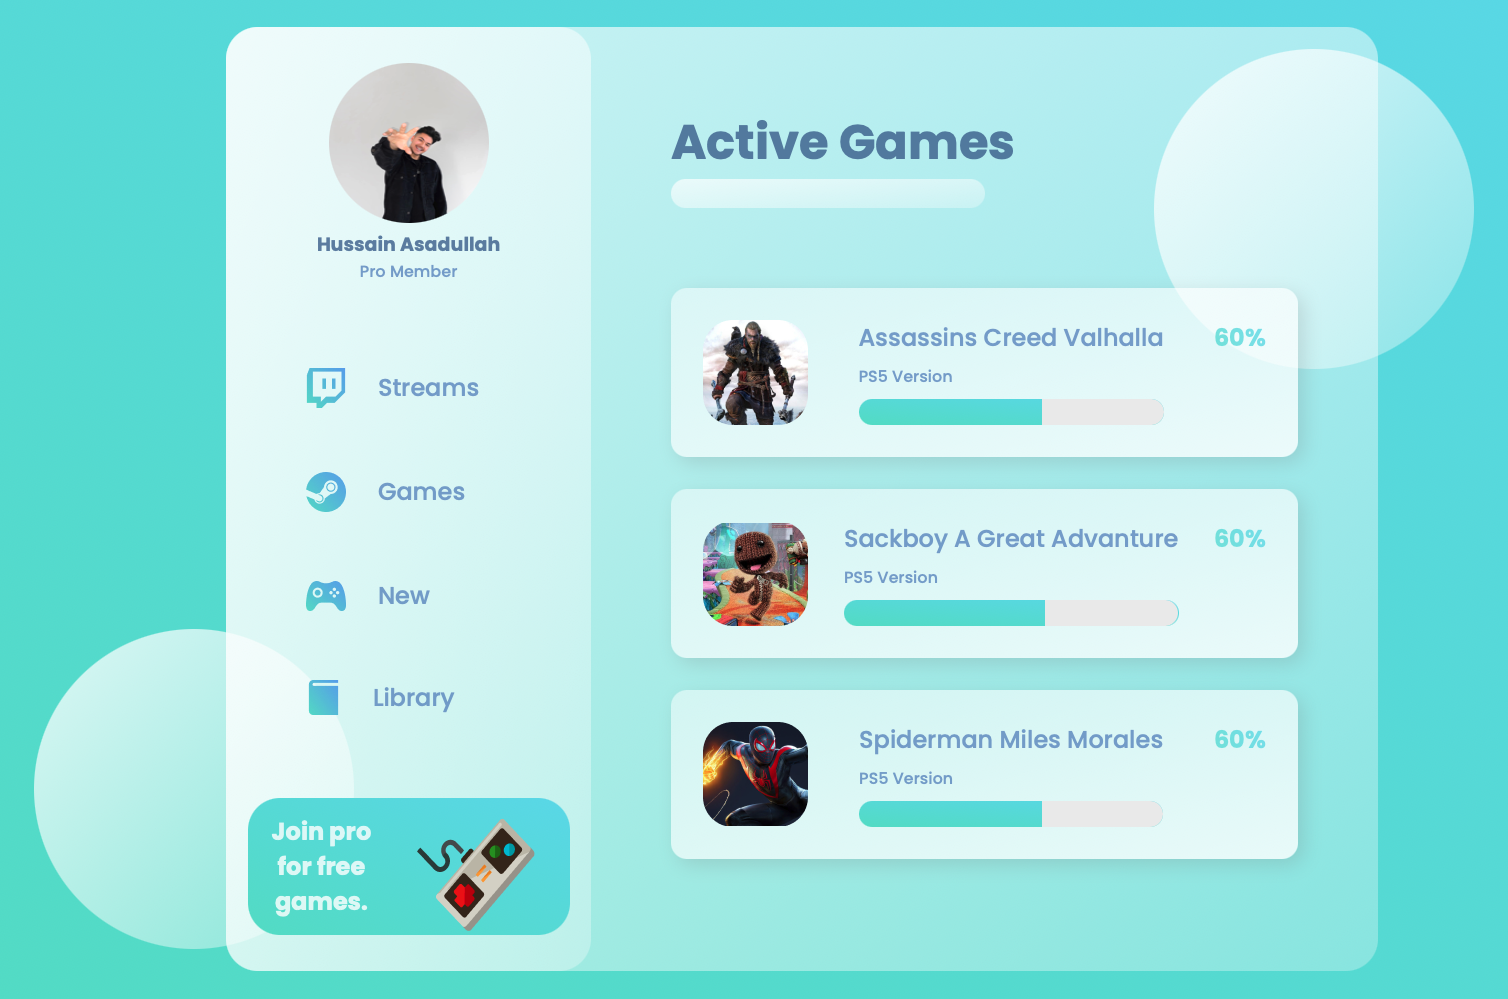 Hussain Asadullah
Pro Member
Streams
Games
New
Library
Join pro
for free
games.
Active Games
Assassins Creed Valhalla
60%
PS5 Version
Sackboy A Great Advanture
60%
PS5 Version
Spiderman Miles Morales
60%
PS5 Version